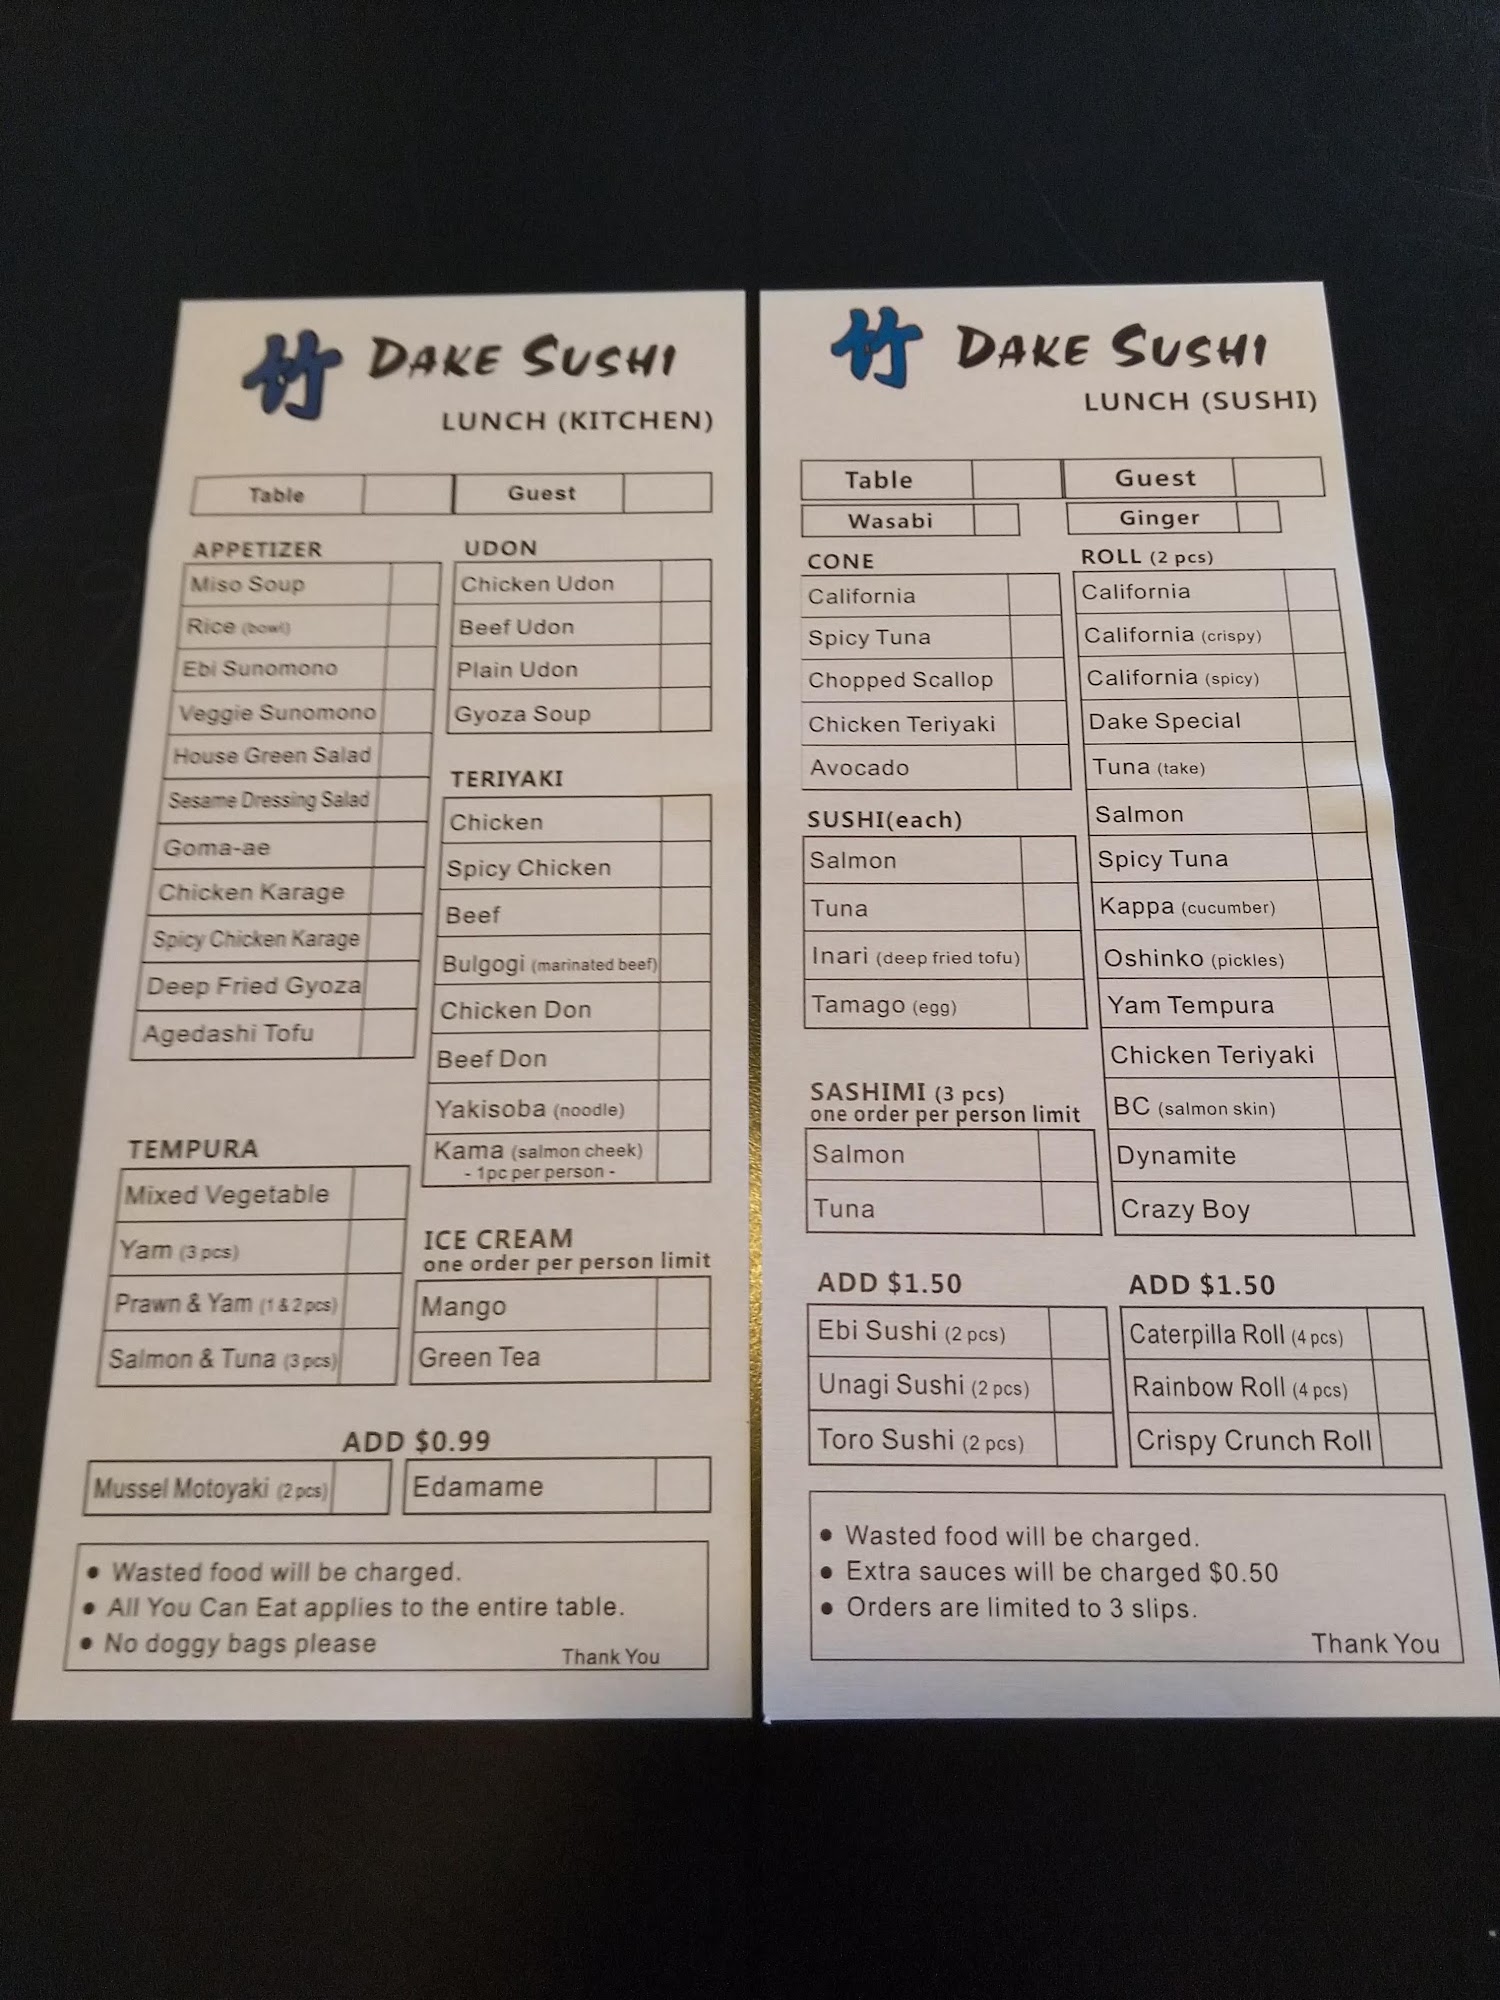 竹 DAKE SUSHI
LUNCH (KITCHEN)
Table
Guest
APPETIZER
Miso Soup
Rice (bowl)
Ebi Sunomono
Veggie Sunomono
House Green Salad
Sesame Dressing Salad
Goma-ae
Chicken Karage
Spicy Chicken Karage
Deep Fried Gyoza
Agedashi Tofu
TEMPURA
Mixed Vegetable
Yam (3 pcs)
Prawn & Yam (1 & 2 pcs)
Salmon & Tuna (3 pcs)
UDON
Chicken Udon
Beef Udon
Plain Udon
Gyoza Soup
TERIYAKI
Chicken
Spicy Chicken
Beef
Bulgogi (marinated beef)
Chicken Don
Beef Don
Yakisoba (noodle)
Kama (salmon cheek)
- 1pc per person -
ICE CREAM
one order per person limit
Mango
Green Tea
ADD $0.99
Mussel Motoyaki (2 pcs)
Edamame
• Wasted food will be charged.
• All You Can Eat applies to the entire table.
• No doggy bags please
Thank You
竹 DAKE SUSHI
LUNCH (SUSHI)
Table
Guest
Wasabi
Ginger
CONE
California
Spicy Tuna
Chopped Scallop
Chicken Teriyaki
Avocado
SUSHI(each)
Salmon
Tuna
Inari (deep fried tofu)
Tamago (egg)
SASHIMI (3 pcs)
one order per person limit
Salmon
Tuna
ROLL (2 pcs)
California
California (crispy)
California (spicy)
Dake Special
Tuna (take)
Salmon
Spicy Tuna
Kappa (cucumber)
Oshinko (pickles)
Yam Tempura
Chicken Teriyaki
BC (salmon skin)
Dynamite
Crazy Boy
ADD $1.50
Ebi Sushi (2 pcs)
Unagi Sushi (2 pcs)
Toro Sushi (2 pcs)
ADD $1.50
Caterpilla Roll (4 pcs)
Rainbow Roll (4 pcs)
Crispy Crunch Roll
• Wasted food will be charged.
• Extra sauces will be charged $0.50
• Orders are limited to 3 slips.
Thank You